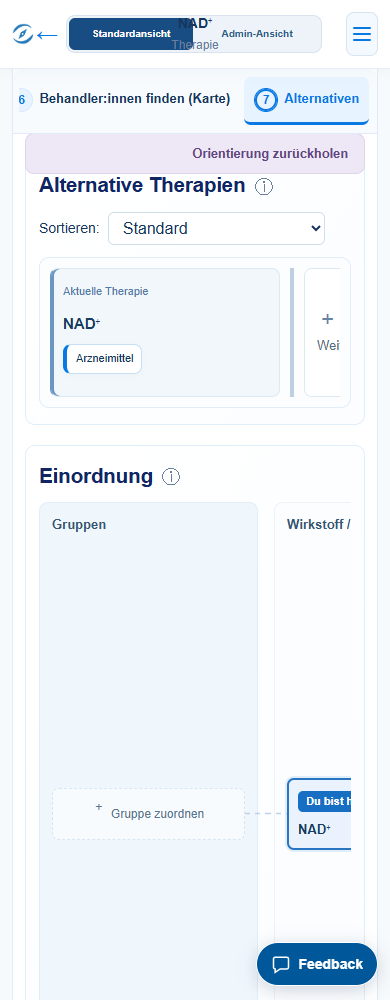 ←
Standardansicht
NAD⁺
Therapie
Admin-Ansicht
6 Behandler:innen finden (Karte)
7 Alternativen
Orientierung zurückholen
Alternative Therapien ⓘ
Sortieren: Standard
Aktuelle Therapie
NAD⁺
Arzneimittel
+
Wei
Einordnung ⓘ
Gruppen
Wirkstoff /
+ Gruppe zuordnen
Du bist h
NAD⁺
Feedback